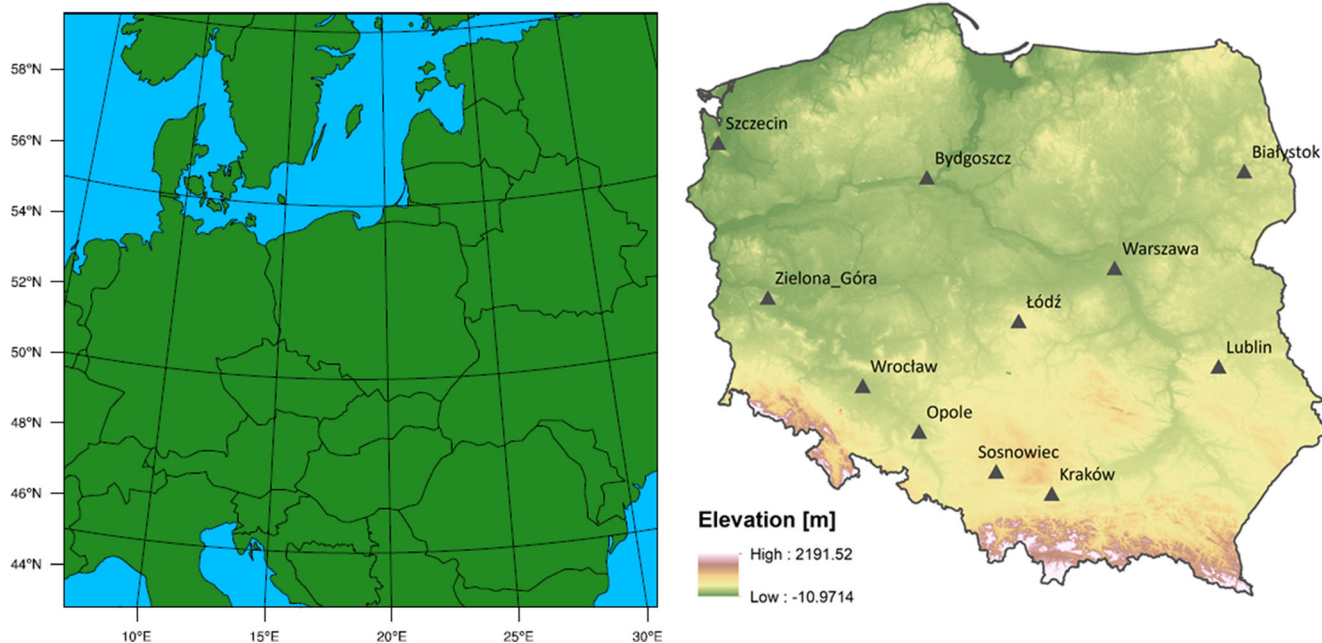 58°N
56°N
54°N
52°N
50°N
48°N
46°N
44°N
10°E
15°E
20°E
25°E
30°E
Szczecin
Bydgoszcz
Białystok
Warszawa
Zielona_Góra
Łódź
Lublin
Wrocław
Opole
Sosnowiec
Kraków
Elevation [m]
High : 2191.52
Low : -10.9714